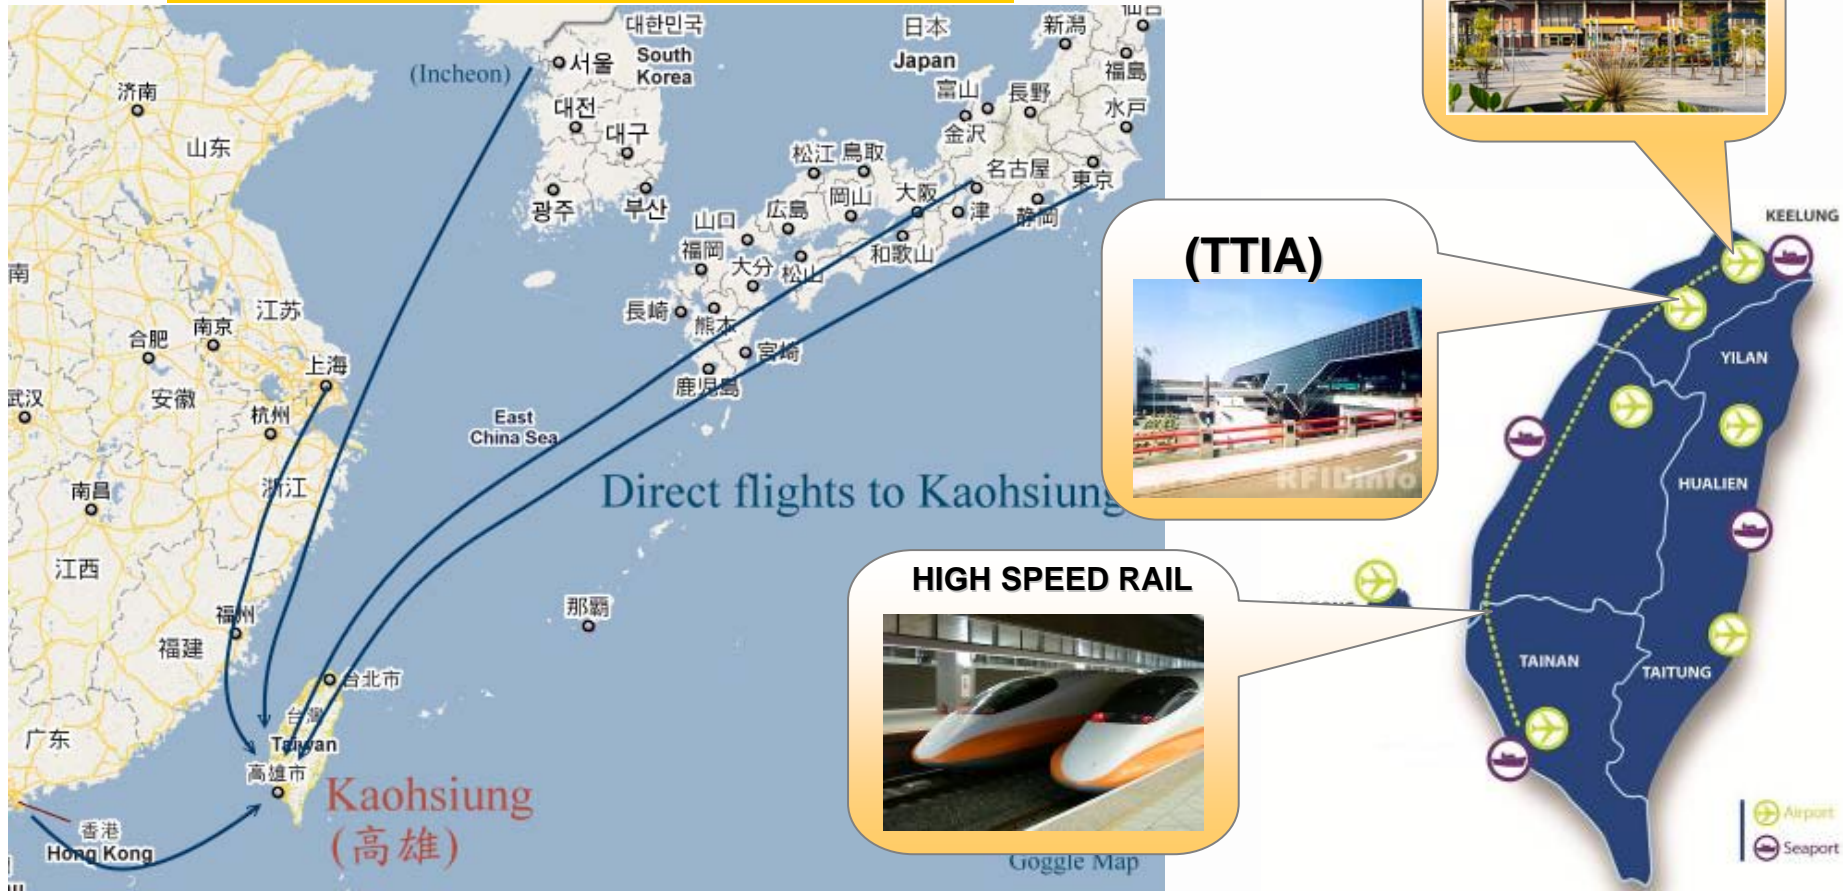 仙台
新潟
대한민국
South
Korea
日本
Japan
(Incheon)
서울
福島
济南
富山
長野
대전
水戸
金沢
대구
山东
松江
鳥取
名古屋
東京
大阪
岡山
광주
부산
広島
津
静岡
山口
和歌山
福岡
大分
松山
南
江苏
長崎
南京
熊本
合肥
宮崎
上海
鹿児島
安徽
武汉
杭州
East
China Sea
南昌
浙江
Direct flights to Kaohsiung
江西
那覇
福州
福建
台北市
台灣
广东
Taiwan
高雄市
Kaohsiung
(高雄)
香港
Hong Kong
Goggle Map
(TTIA)
RFIDinfo
HIGH SPEED RAIL
KEELUNG
YILAN
HUALIEN
TAINAN
TAITUNG
Airport
Seaport